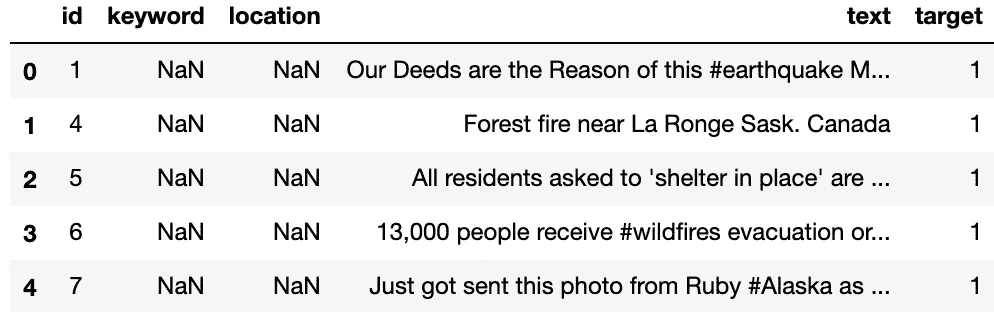 id keyword location text target
0 1 NaN NaN Our Deeds are the Reason of this #earthquake M... 1
1 4 NaN NaN Forest fire near La Ronge Sask. Canada 1
2 5 NaN NaN All residents asked to 'shelter in place' are ... 1
3 6 NaN NaN 13,000 people receive #wildfires evacuation or... 1
4 7 NaN NaN Just got sent this photo from Ruby #Alaska as ... 1